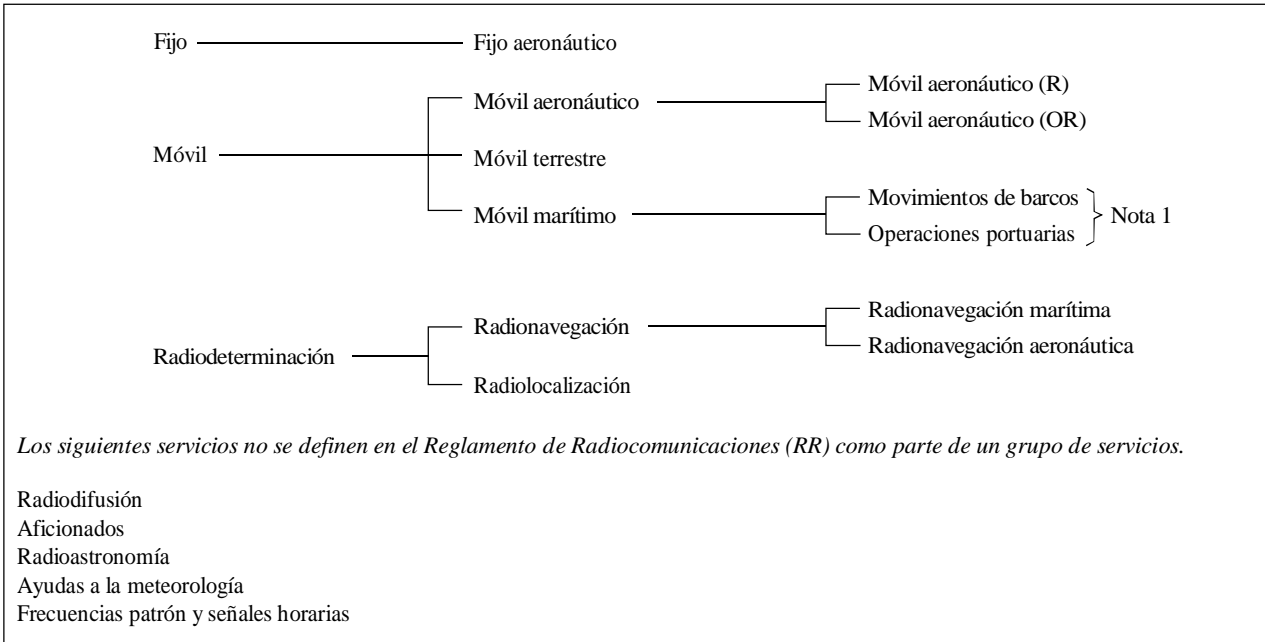 Fijo Fijo aeronáutico
Móvil aeronáutico (R)
Móvil aeronáutico
Móvil aeronáutico (OR)
Móvil Móvil terrestre
Movimientos de barcos
Móvil marítimo Nota 1
Operaciones portuarias
Radionavegación marítima
Radionavegación
Radionavegación aeronáutica
Radiodeterminación
Radiolocalización
Los siguientes servicios no se definen en el Reglamento de Radiocomunicaciones (RR) como parte de un grupo de servicios.
Radiodifusión
Aficionados
Radioastronomía
Ayudas a la meteorología
Frecuencias patrón y señales horarias